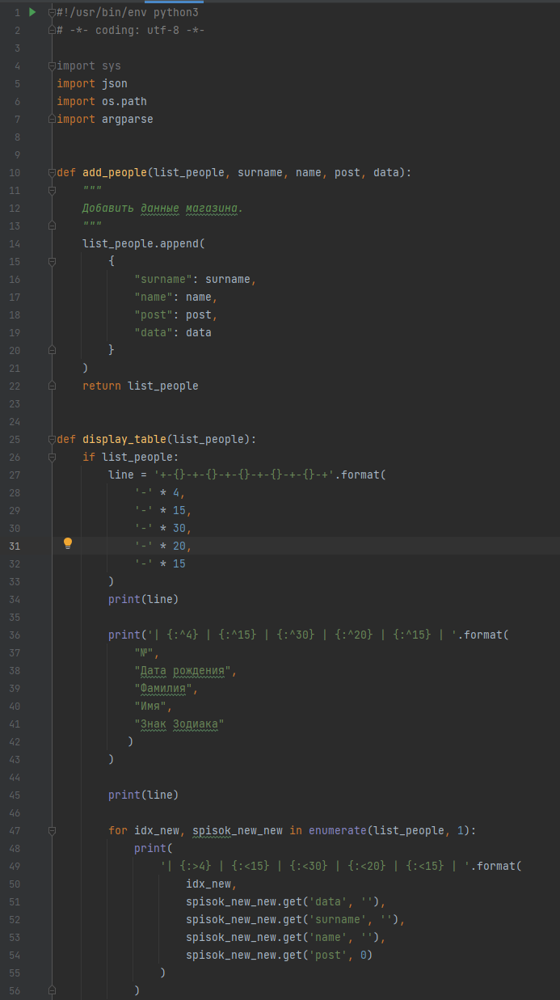 1 #!/usr/bin/env python3
2 # -*- coding: utf-8 -*-
3
4 import sys
5 import json
6 import os.path
7 import argparse
8
9
10 def add_people(list_people, surname, name, post, data):
11     """
12     Добавить данные магазина.
13     """
14     list_people.append(
15         {
16             "surname": surname,
17             "name": name,
18             "post": post,
19             "data": data
20         }
21     )
22     return list_people
23
24
25 def display_table(list_people):
26     if list_people:
27         line = '+-{}-+-{}-+-{}-+-{}-+-{}-+'.format(
28             '-' * 4,
29             '-' * 15,
30             '-' * 30,
31             '-' * 20,
32             '-' * 15
33         )
34         print(line)
35
36         print('| {:^4} | {:^15} | {:^30} | {:^20} | {:^15} | '.format(
37             "№",
38             "Дата рождения",
39             "Фамилия",
40             "Имя",
41             "Знак Зодиака"
42            )
43         )
44
45         print(line)
46
47         for idx_new, spisok_new_new in enumerate(list_people, 1):
48             print(
49                 '| {:>4} | {:<15} | {:<30} | {:<20} | {:<15} | '.format(
50                     idx_new,
51                     spisok_new_new.get('data', ''),
52                     spisok_new_new.get('surname', ''),
53                     spisok_new_new.get('name', ''),
54                     spisok_new_new.get('post', 0)
55                 )
56             )